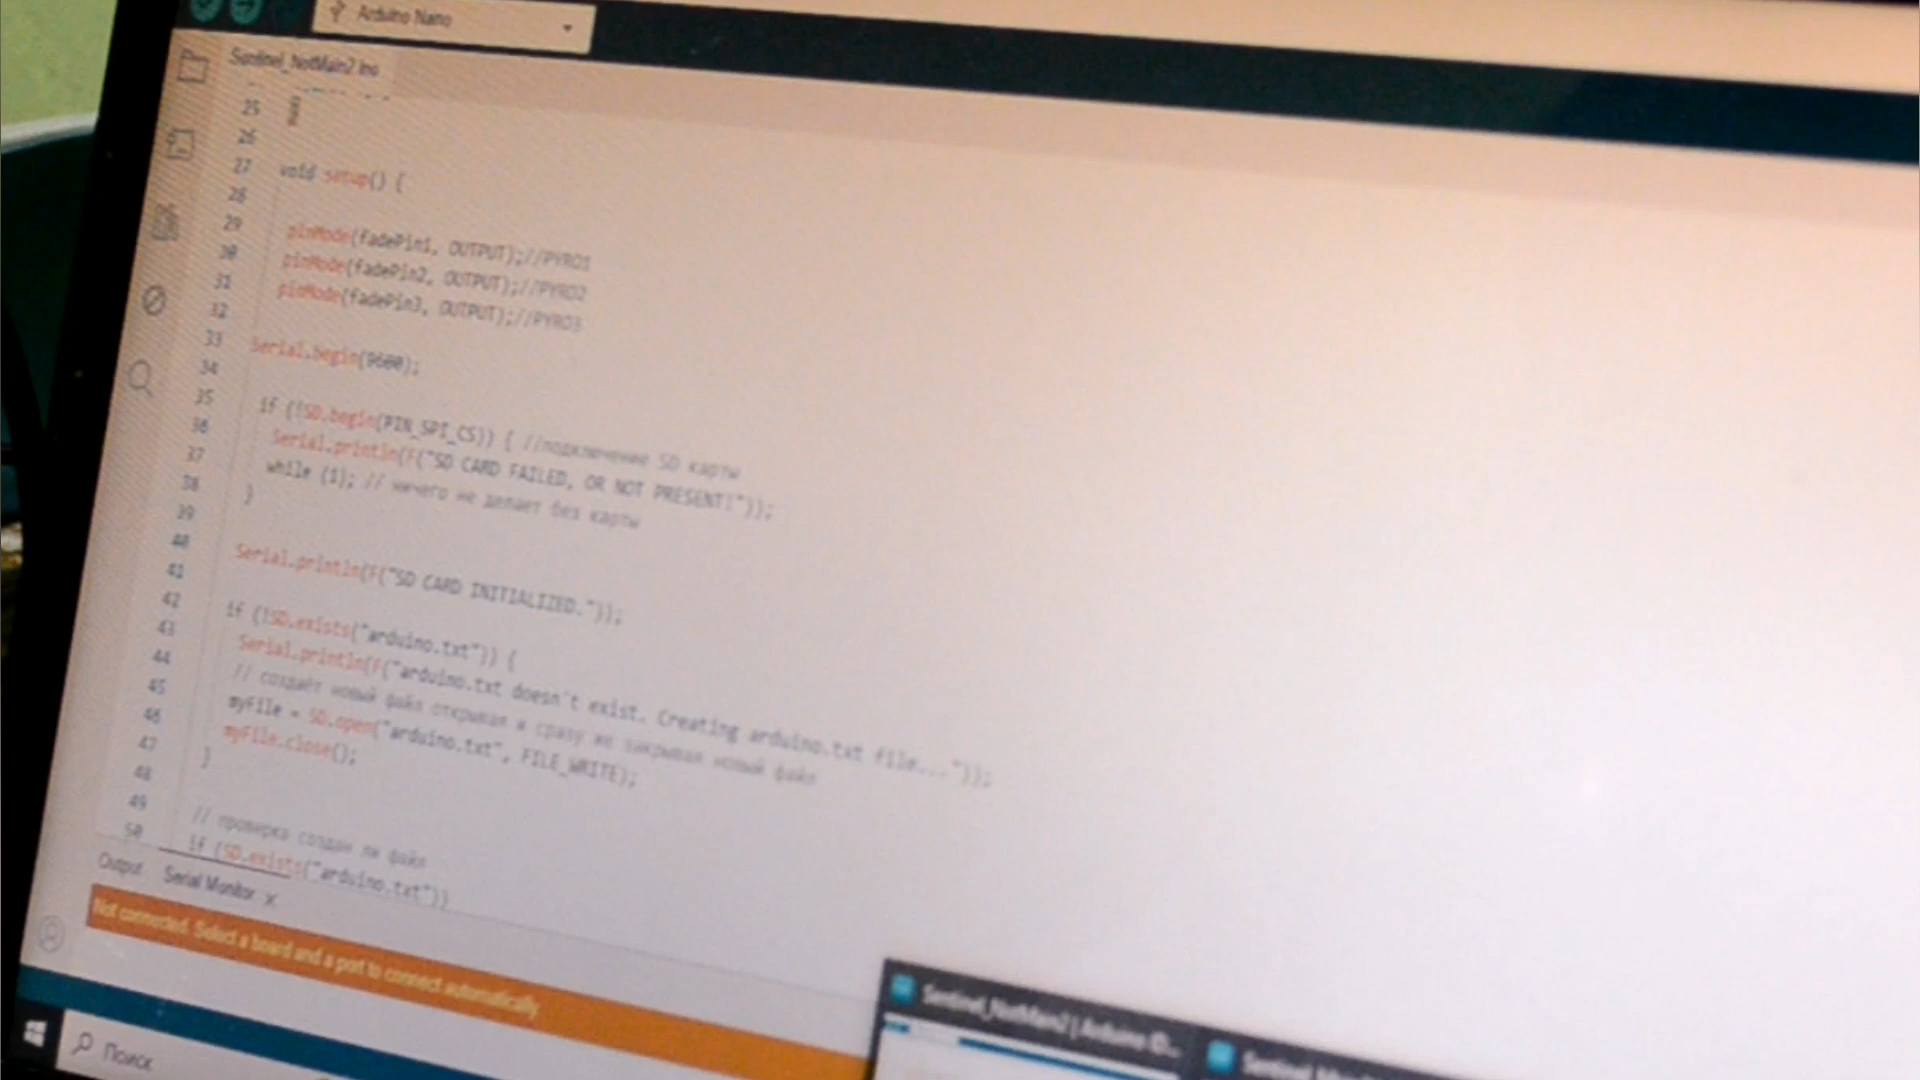 Arduino Nano
Sentinel_NotMain2.ino
25
26
27 void setup() {
28
29 pinMode(fadePin1, OUTPUT);//PYRO1
30 pinMode(fadePin2, OUTPUT);//PYRO2
31 pinMode(fadePin3, OUTPUT);//PYRO3
32
33 Serial.begin(9600);
34
35 if (!SD.begin(PIN_SPI_CS)) { //подключение SD карты
36 Serial.println(F("SD CARD FAILED, OR NOT PRESENT!"));
37 while (1); // ничего не делает без карты
38 }
39
40 Serial.println(F("SD CARD INITIALIZED."));
41
42 if (!SD.exists("arduino.txt")) {
43 Serial.println(F("arduino.txt doesn't exist. Creating arduino.txt file..."));
44 // создаёт новый файл открывая и сразу же закрывая новый файл
45 myFile = SD.open("arduino.txt", FILE_WRITE);
46 myFile.close();
47 }
48
49 // проверка создан ли файл
50 if (SD.exists("arduino.txt"))
Output Serial Monitor x
Not connected. Select a board and a port to connect automatically.
Sentinel_NotMain2 | Arduino ID...
Sentinel
Поиск